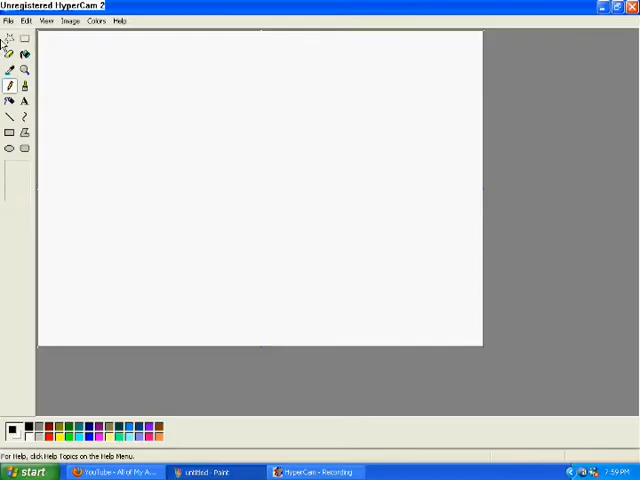 Unregistered HyperCam 2
File Edit View Image Colors Help
A
For Help, click Help Topics on the Help Menu.
start YouTube - All of My A... untitled - Paint HyperCam - Recording 7:59 PM